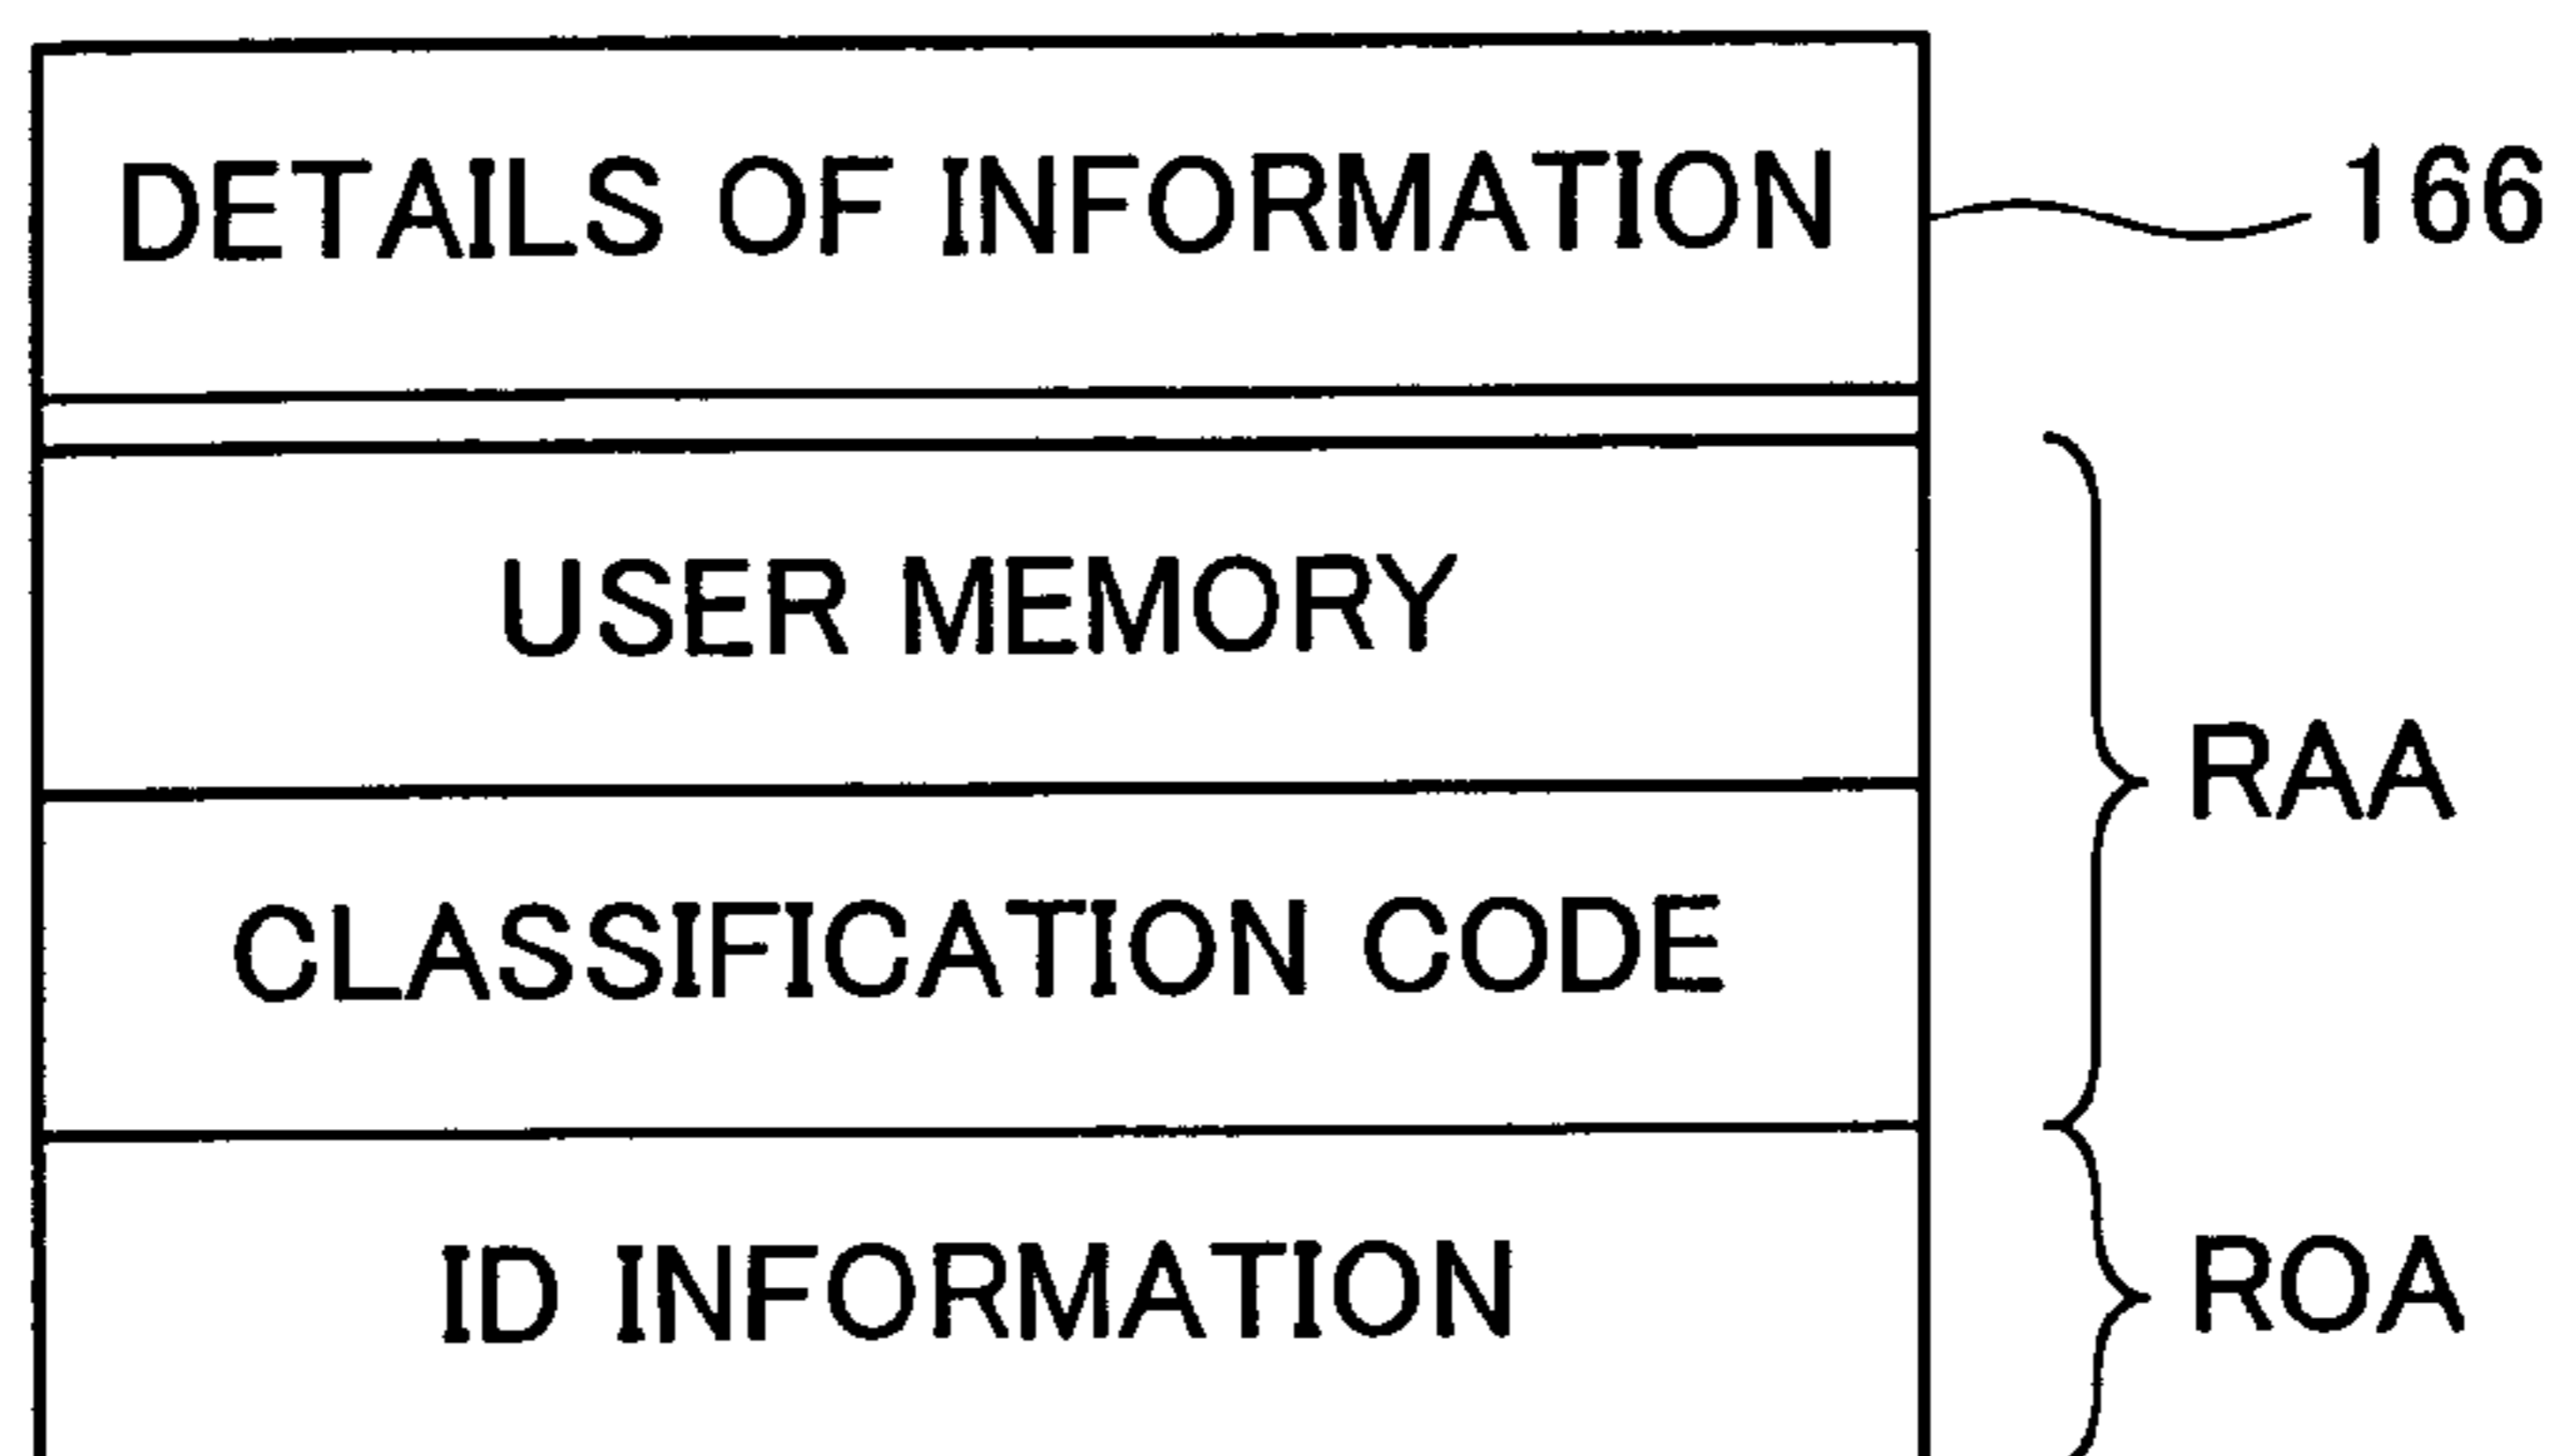 DETAILS OF INFORMATION 166
USER MEMORY
RAA
CLASSIFICATION CODE
ID INFORMATION ROA